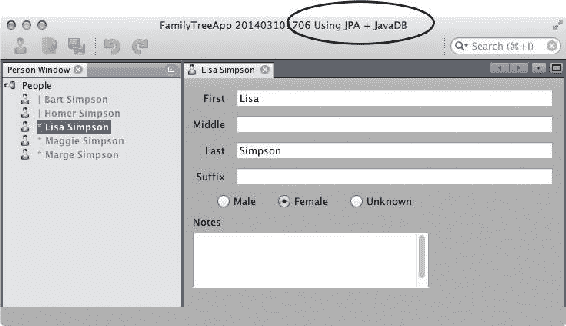 FamilyTreeApp 201403101706 Using JPA + JavaDB
Search (⌘+I)
Person Window
Lisa Simpson
People
| Bart Simpson
| Homer Simpson
* Lisa Simpson
* Maggie Simpson
* Marge Simpson
First Lisa
Middle
Last Simpson
Suffix
Male Female Unknown
Notes